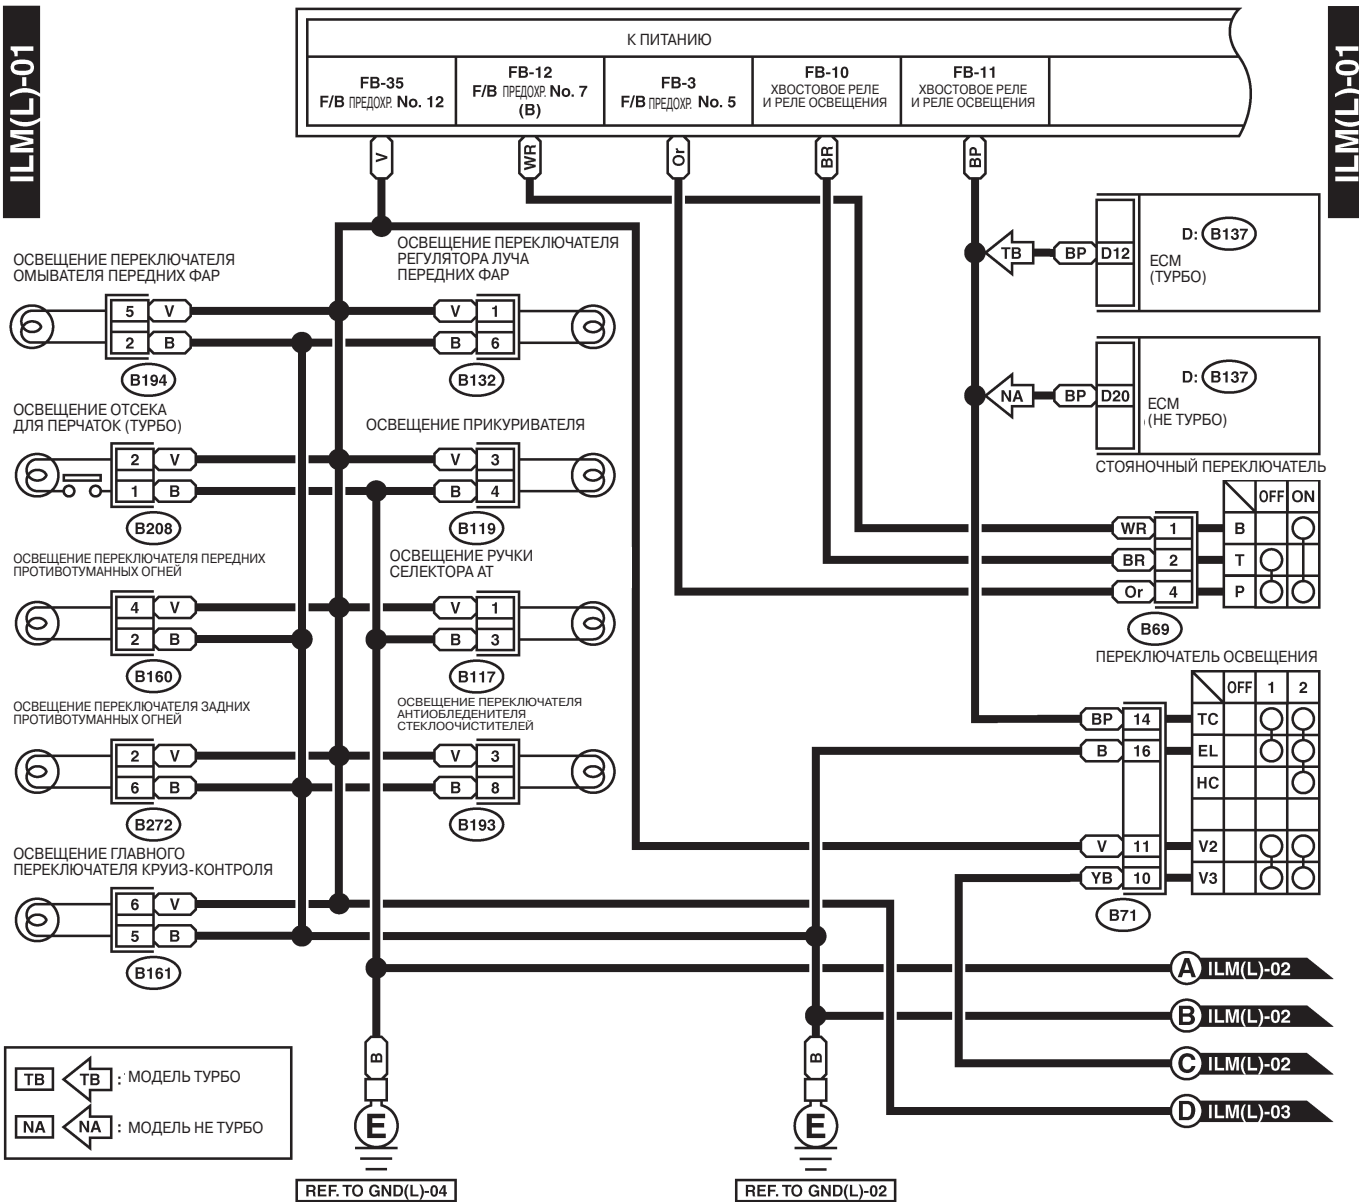 ILM(L)-01
ILM(L)-01
К ПИТАНИЮ
FB-35
F/B ПРЕДОХР. No. 12
FB-12
F/B ПРЕДОХР. No. 7
(B)
FB-3
F/B ПРЕДОХР. No. 5
FB-10
ХВОСТОВОЕ РЕЛЕ
И РЕЛЕ ОСВЕЩЕНИЯ
FB-11
ХВОСТОВОЕ РЕЛЕ
И РЕЛЕ ОСВЕЩЕНИЯ
V
WR
Or
BR
BP
TB
BP
D12
D: B137
ECM
(ТУРБО)
NA
BP
D20
D: B137
ECM
(НЕ ТУРБО)
ОСВЕЩЕНИЕ ПЕРЕКЛЮЧАТЕЛЯ
ОМЫВАТЕЛЯ ПЕРЕДНИХ ФАР
5 V
2 B
B194
ОСВЕЩЕНИЕ ПЕРЕКЛЮЧАТЕЛЯ
РЕГУЛЯТОРА ЛУЧА
ПЕРЕДНИХ ФАР
V 1
B 6
B132
ОСВЕЩЕНИЕ ОТСЕКА
ДЛЯ ПЕРЧАТОК (ТУРБО)
2 V
1 B
B208
ОСВЕЩЕНИЕ ПРИКУРИВАТЕЛЯ
V 3
B 4
B119
ОСВЕЩЕНИЕ ПЕРЕКЛЮЧАТЕЛЯ ПЕРЕДНИХ
ПРОТИВОТУМАННЫХ ОГНЕЙ
4 V
2 B
B160
ОСВЕЩЕНИЕ РУЧКИ
СЕЛЕКТОРА АТ
V 1
B 3
B117
ОСВЕЩЕНИЕ ПЕРЕКЛЮЧАТЕЛЯ ЗАДНИХ
ПРОТИВОТУМАННЫХ ОГНЕЙ
2 V
6 B
B272
ОСВЕЩЕНИЕ ПЕРЕКЛЮЧАТЕЛЯ
АНТИОБЛЕДЕНИТЕЛЯ
СТЕКЛООЧИСТИТЕЛЕЙ
V 3
B 8
B193
ОСВЕЩЕНИЕ ГЛАВНОГО
ПЕРЕКЛЮЧАТЕЛЯ КРУИЗ-КОНТРОЛЯ
6 V
5 B
B161
СТОЯНОЧНЫЙ ПЕРЕКЛЮЧАТЕЛЬ
OFF ON
WR 1 B
BR 2 T
Or 4 P
B69
ПЕРЕКЛЮЧАТЕЛЬ ОСВЕЩЕНИЯ
OFF 1 2
BP 14 TC
B 16 EL
HC
V 11 V2
YB 10 V3
B71
A ILM(L)-02
B ILM(L)-02
C ILM(L)-02
D ILM(L)-03
TB TB : МОДЕЛЬ ТУРБО
NA NA : МОДЕЛЬ НЕ ТУРБО
B
E
REF. TO GND(L)-04
B
E
REF. TO GND(L)-02